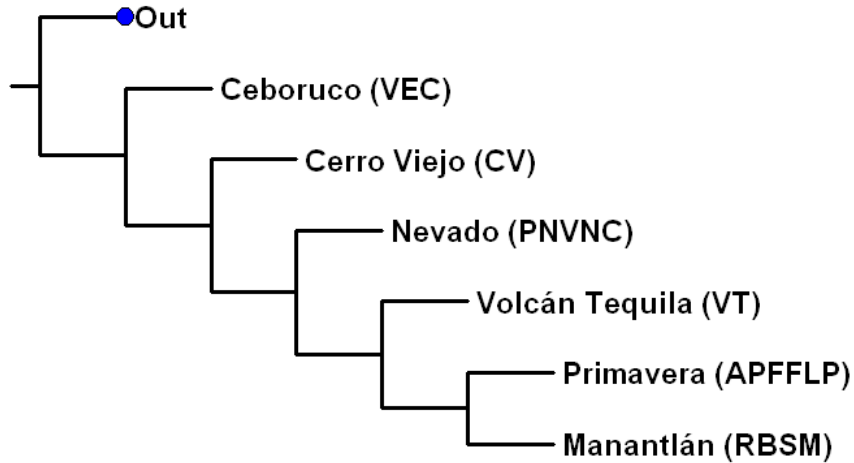 Out
Ceboruco (VEC)
Cerro Viejo (CV)
Nevado (PNVNC)
Volcán Tequila (VT)
Primavera (APFFLP)
Manantlán (RBSM)